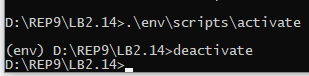 D:\REP9\LB2.14>.\env\scripts\activate
(env) D:\REP9\LB2.14>deactivate
D:\REP9\LB2.14>